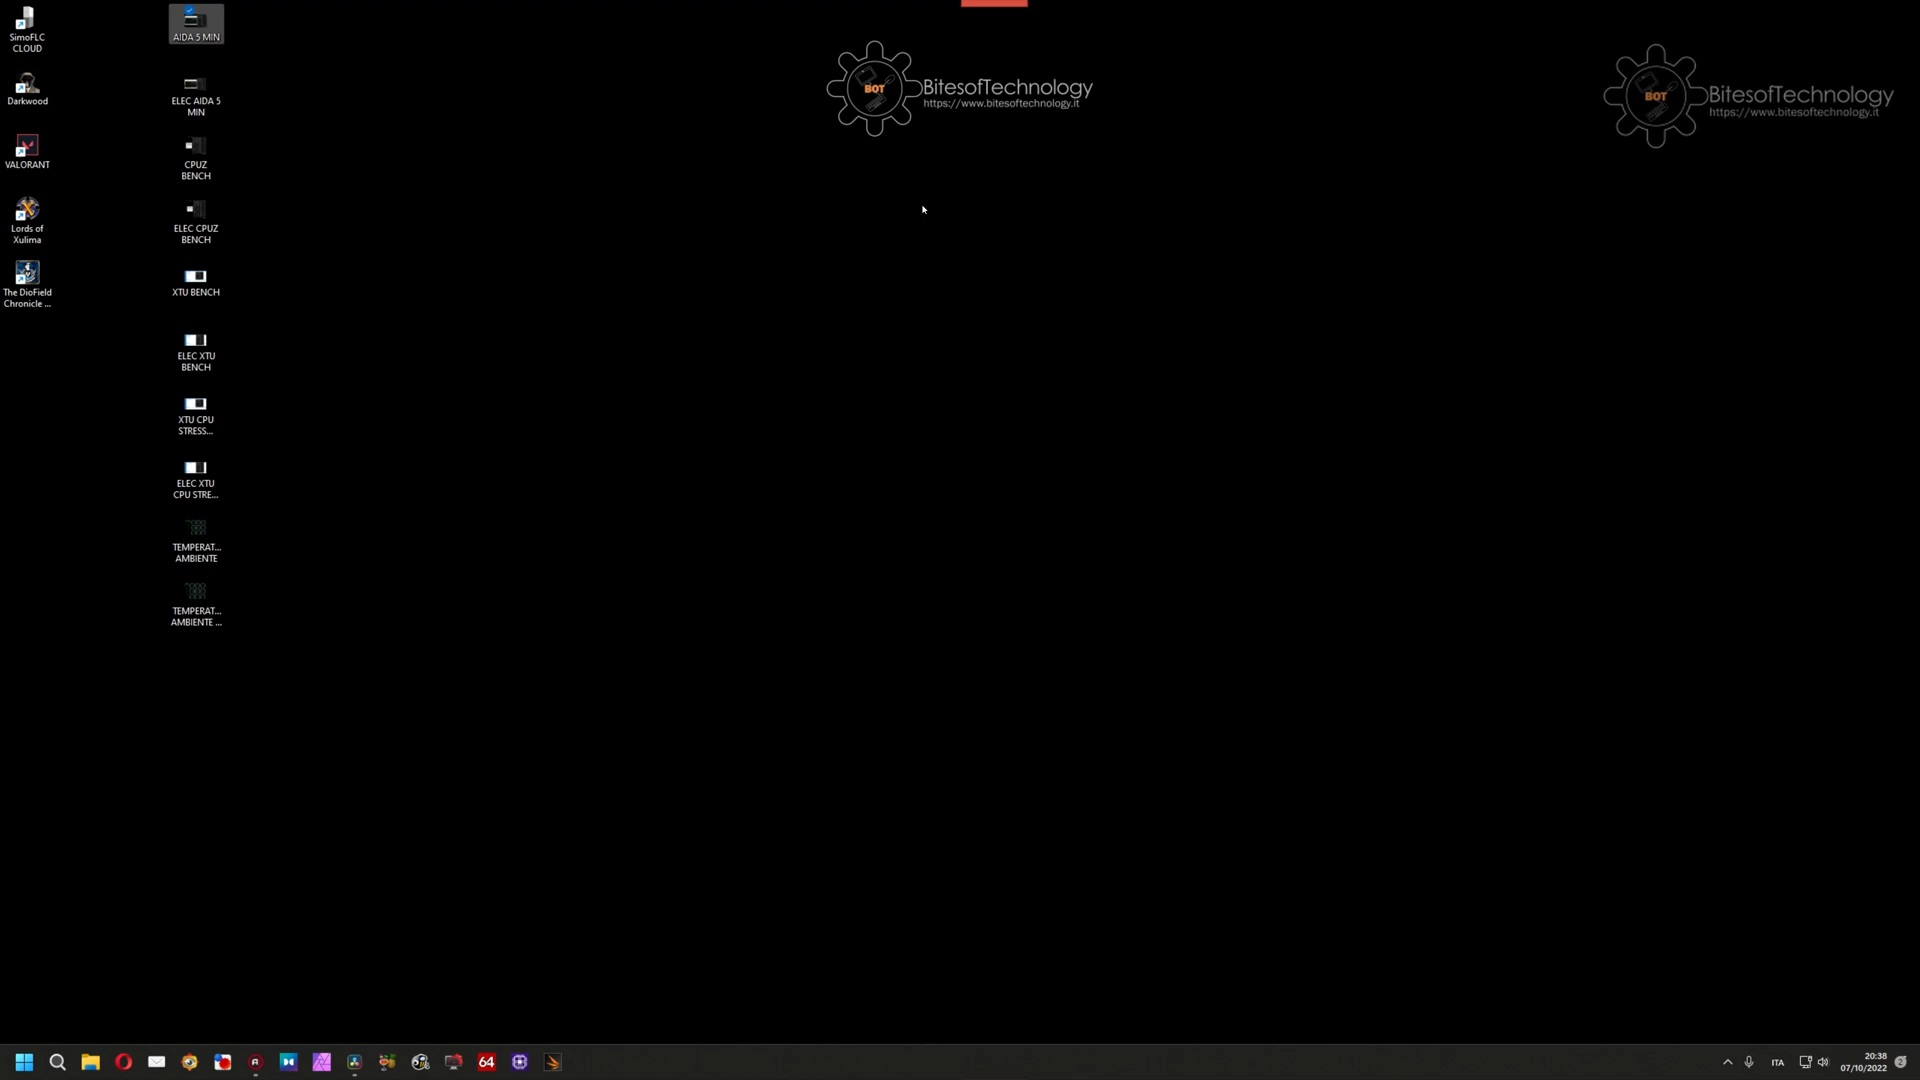 SimoFLC
CLOUD
Darkwood
VALORANT
Lords of
Xulima
The DioField
Chronicle ...
AIDA 5 MIN
ELEC AIDA 5
MIN
CPUZ
BENCH
ELEC CPUZ
BENCH
XTU BENCH
ELEC XTU
BENCH
XTU CPU
STRESS...
ELEC XTU
CPU STRE...
TEMPERAT...
AMBIENTE
TEMPERAT...
AMBIENTE ...
BOT
BitesofTechnology
https://www.bitesoftechnology.it
BOT
BitesofTechnology
https://www.bitesoftechnology.it
64
ITA
20:38
07/10/2022
2